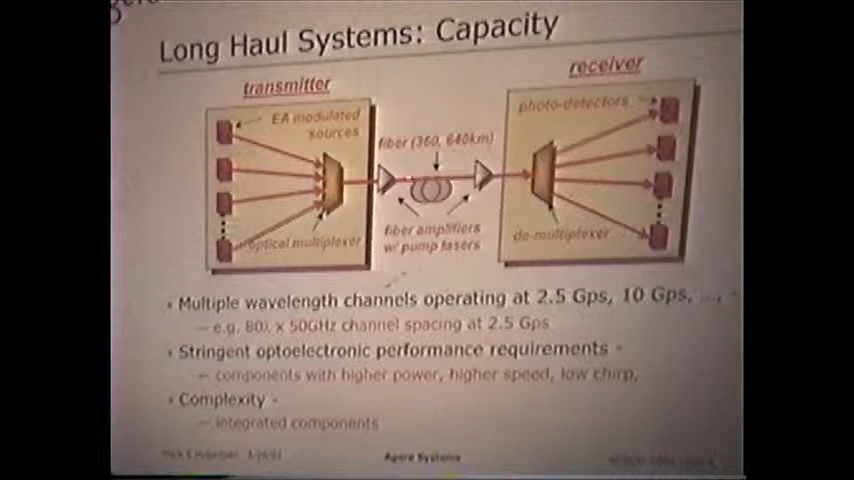 Long Haul Systems: Capacity
transmitter
receiver
EA modulated
sources
photo-detectors
fiber (360, 640km)
optical multiplexer
fiber amplifiers
w/ pump lasers
de-multiplexer
• Multiple wavelength channels operating at 2.5 Gps, 10 Gps, ..., -
– e.g. 80λ x 50GHz channel spacing at 2.5 Gps
• Stringent optoelectronic performance requirements -
– components with higher power, higher speed, low chirp,
• Complexity -
– integrated components
Agere Systems